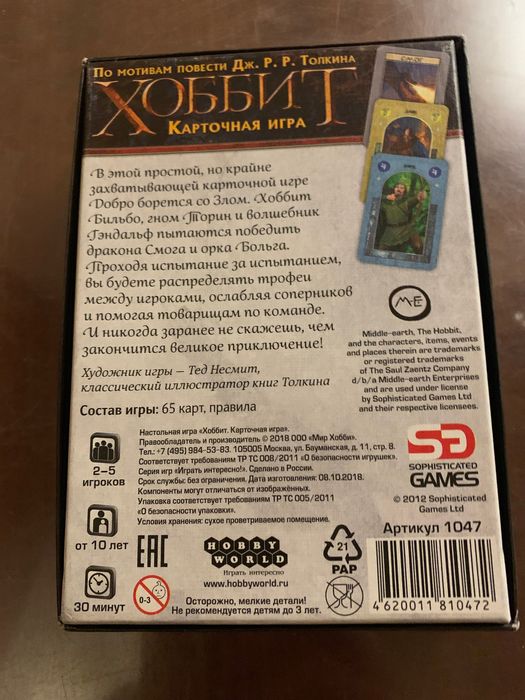 По мотивам повести Дж. Р. Р. Толкина
ХОББИТ
Карточная игра
В этой простой, но крайне
захватывающей карточной игре
Добро борется со Злом. Хоббит
Бильбо, гном Торин и волшебник
Гэндальф пытаются победить
дракона Смога и орка Больга.
Проходя испытание за испытанием,
вы будете распределять трофеи
между игроками, ослабляя соперников
и помогая товарищам по команде.
И никогда заранее не скажешь, чем
закончится великое приключение!
Художник игры – Тед Несмит,
классический иллюстратор книг Толкина
Состав игры: 65 карт, правила
M-E
Middle-earth, The Hobbit,
and the characters, items, events
and places therein are trademarks
or registered trademarks
of The Saul Zaentz Company
d/b/a Middle-earth Enterprises
and are used under license
by Sophisticated Games Ltd
and their respective licensees.
SG
SOPHISTICATED
GAMES
© 2012 Sophisticated
Games Ltd
Артикул 1047
2–5
игроков
от 10 лет
30 минут
Настольная игра «Хоббит. Карточная игра».
Правообладатель и производитель © 2018 ООО «Мир Хобби».
Тел.: +7 (495) 984-53-83. 105005 Москва, ул. Бауманская, д. 11, стр. 8.
Соответствует требованиям ТР ТС 008/2011 «О безопасности игрушек».
Серия игр «Играть интересно!». Сделано в России.
Срок службы: без ограничения. Дата изготовления: 08.10.2018.
Компоненты могут отличаться от изображённых.
Упаковка соответствует требованиям ТР ТС 005/2011
«О безопасности упаковки».
Условия хранения: сухое проветриваемое помещение.
EAC
HOBBY
WORLD
Играть интересно
www.hobbyworld.ru
21
PAP
0-3
Осторожно, мелкие детали!
Не рекомендуется детям до 3 лет.
4 620011 810472